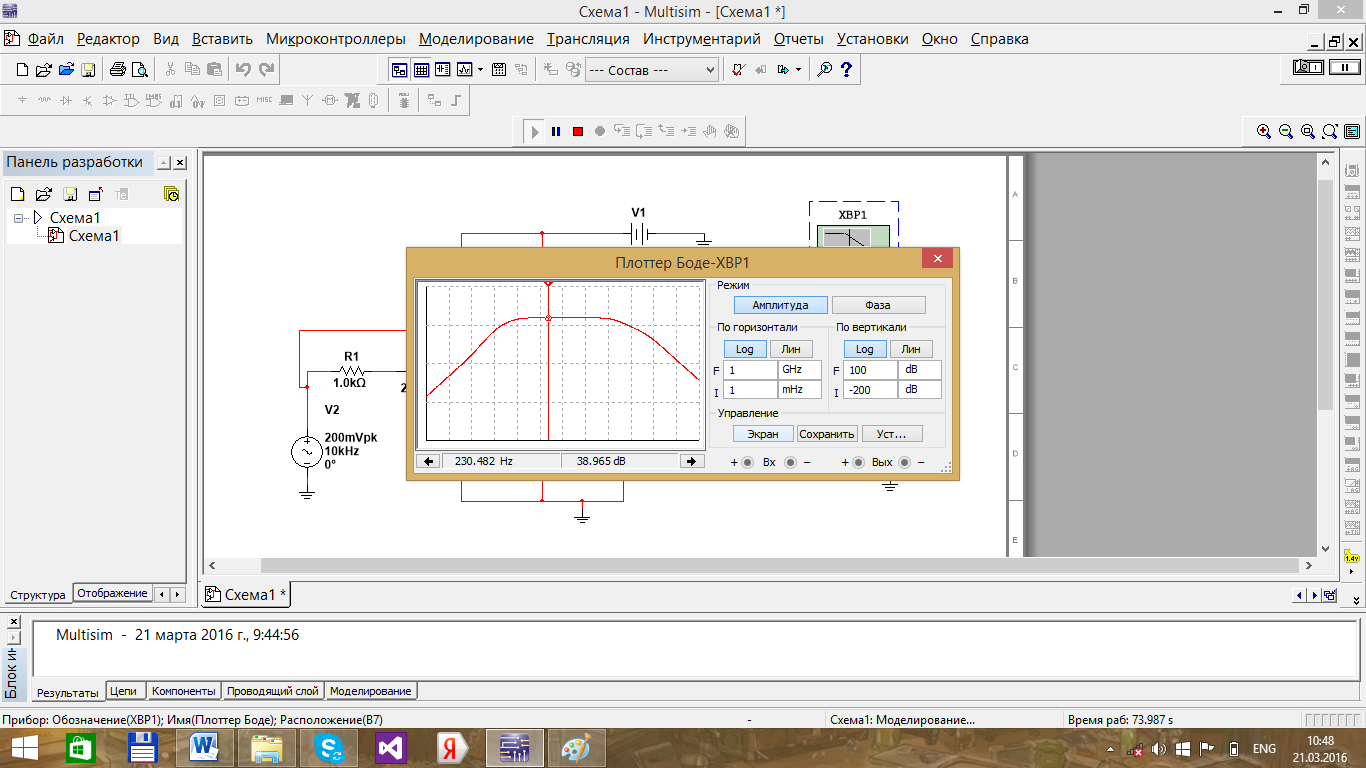 Схема1 - Multisim - [Схема1 *]
Файл Редактор Вид Вставить Микроконтроллеры Моделирование Трансляция Инструментарий Отчеты Установки Окно Справка
--- Состав ---
Панель разработки
Схема1
Схема1
V1
XBP1
R1
1.0kΩ
V2
200mVpk
10kHz
0°
2
A
B
C
D
E
Плоттер Боде-XBP1
Режим
Амплитуда Фаза
По горизонтали По вертикали
Log Лин Log Лин
F 1 GHz F 100 dB
I 1 mHz I -200 dB
Управление
Экран Сохранить Уст...
230.482 Hz 38.965 dB
+ Вх − + Вых −
Структура Отображение
Схема1 *
Multisim - 21 марта 2016 г., 9:44:56
Блок ин
Результаты Цепи Компоненты Проводящий слой Моделирование
Прибор: Обозначение(XBP1); Имя(Плоттер Боде); Расположение(B7) - Схема1: Моделирование... Время раб: 73.987 s
ENG
10:48
21.03.2016